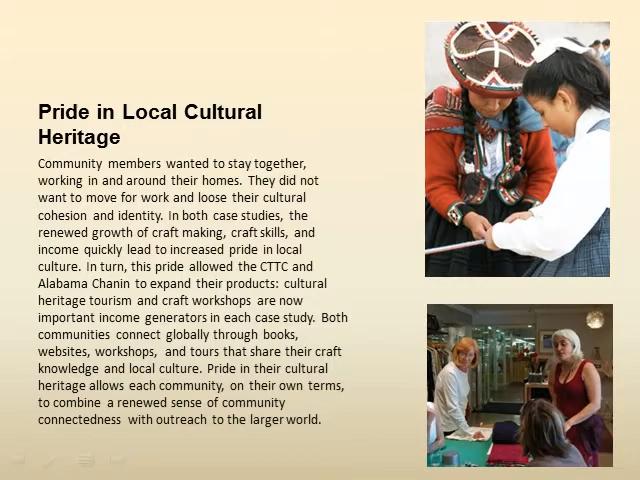 Pride in Local Cultural
Heritage
Community members wanted to stay together,
working in and around their homes. They did not
want to move for work and loose their cultural
cohesion and identity. In both case studies, the
renewed growth of craft making, craft skills, and
income quickly lead to increased pride in local
culture. In turn, this pride allowed the CTTC and
Alabama Chanin to expand their products: cultural
heritage tourism and craft workshops are now
important income generators in each case study. Both
communities connect globally through books,
websites, workshops, and tours that share their craft
knowledge and local culture. Pride in their cultural
heritage allows each community, on their own terms,
to combine a renewed sense of community
connectedness with outreach to the larger world.